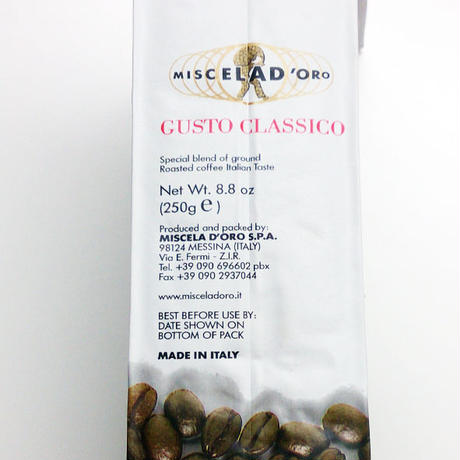 MISCELA D'ORO
GUSTO CLASSICO
Special blend of ground
Roasted coffee Italian Taste
Net Wt. 8.8 oz
(250g ℮ )
Produced and packed by:
MISCELA D'ORO S.P.A.
98124 MESSINA (ITALY)
Via E. Fermi - Z.I.R.
Tel. +39 090 696602 pbx
Fax +39 090 2937044
www.misceladoro.it
BEST BEFORE USE BY:
DATE SHOWN ON
BOTTOM OF PACK
MADE IN ITALY